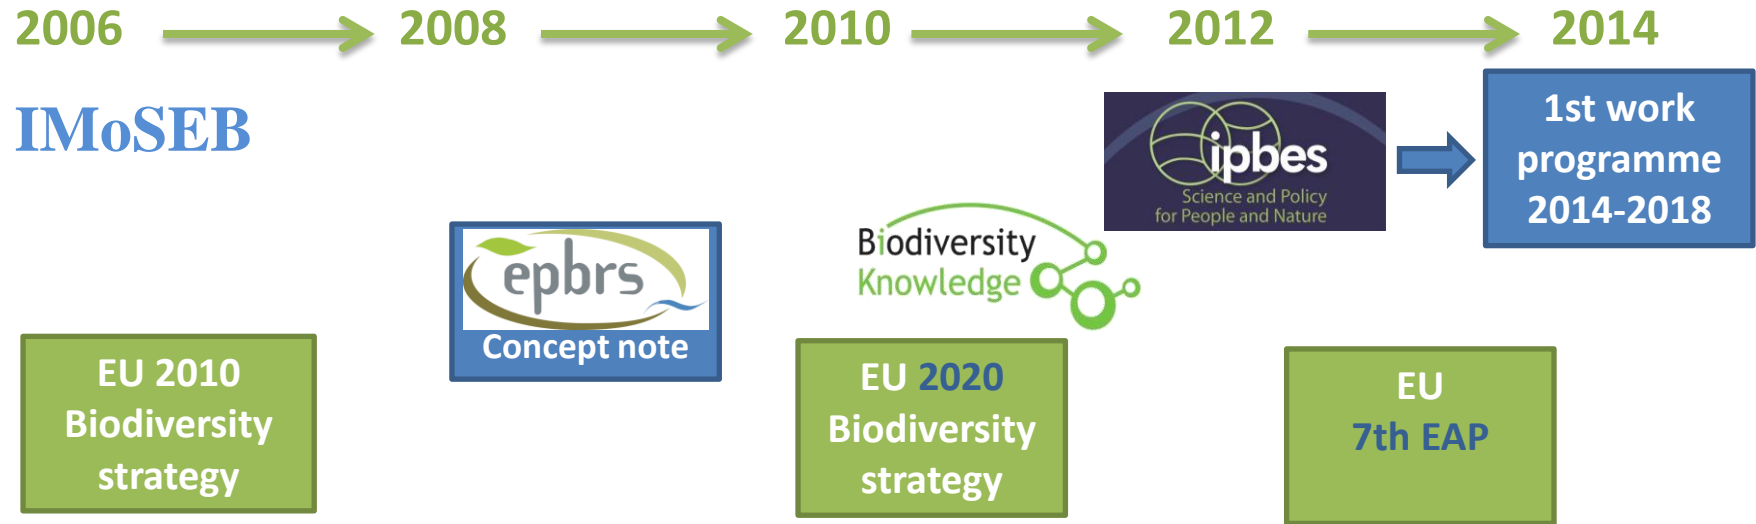 2006 2008 2010 2012 2014
IMoSEB
ipbes
Science and Policy
for People and Nature
1st work
programme
2014-2018
epbrs
Concept note
Biodiversity
Knowledge
EU 2010
Biodiversity
strategy
EU 2020
Biodiversity
strategy
EU
7th EAP